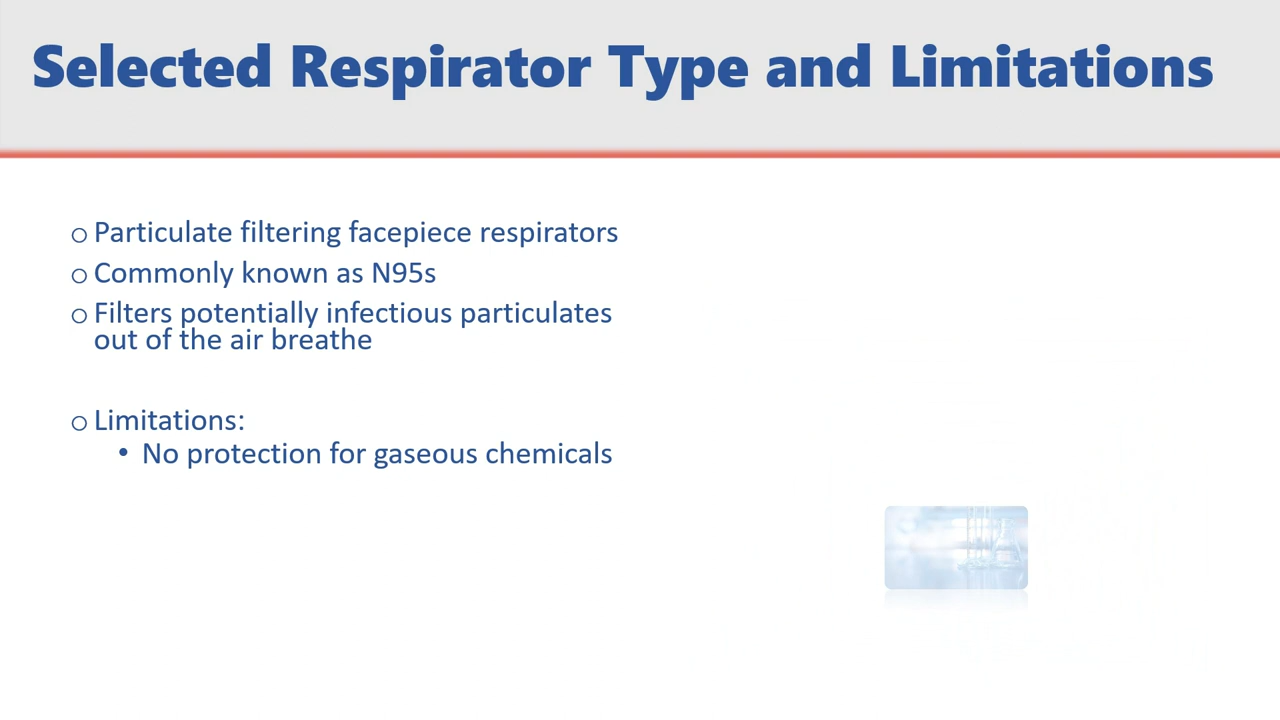 Selected Respirator Type and Limitations
o Particulate filtering facepiece respirators
o Commonly known as N95s
o Filters potentially infectious particulates
out of the air breathe
o Limitations:
• No protection for gaseous chemicals